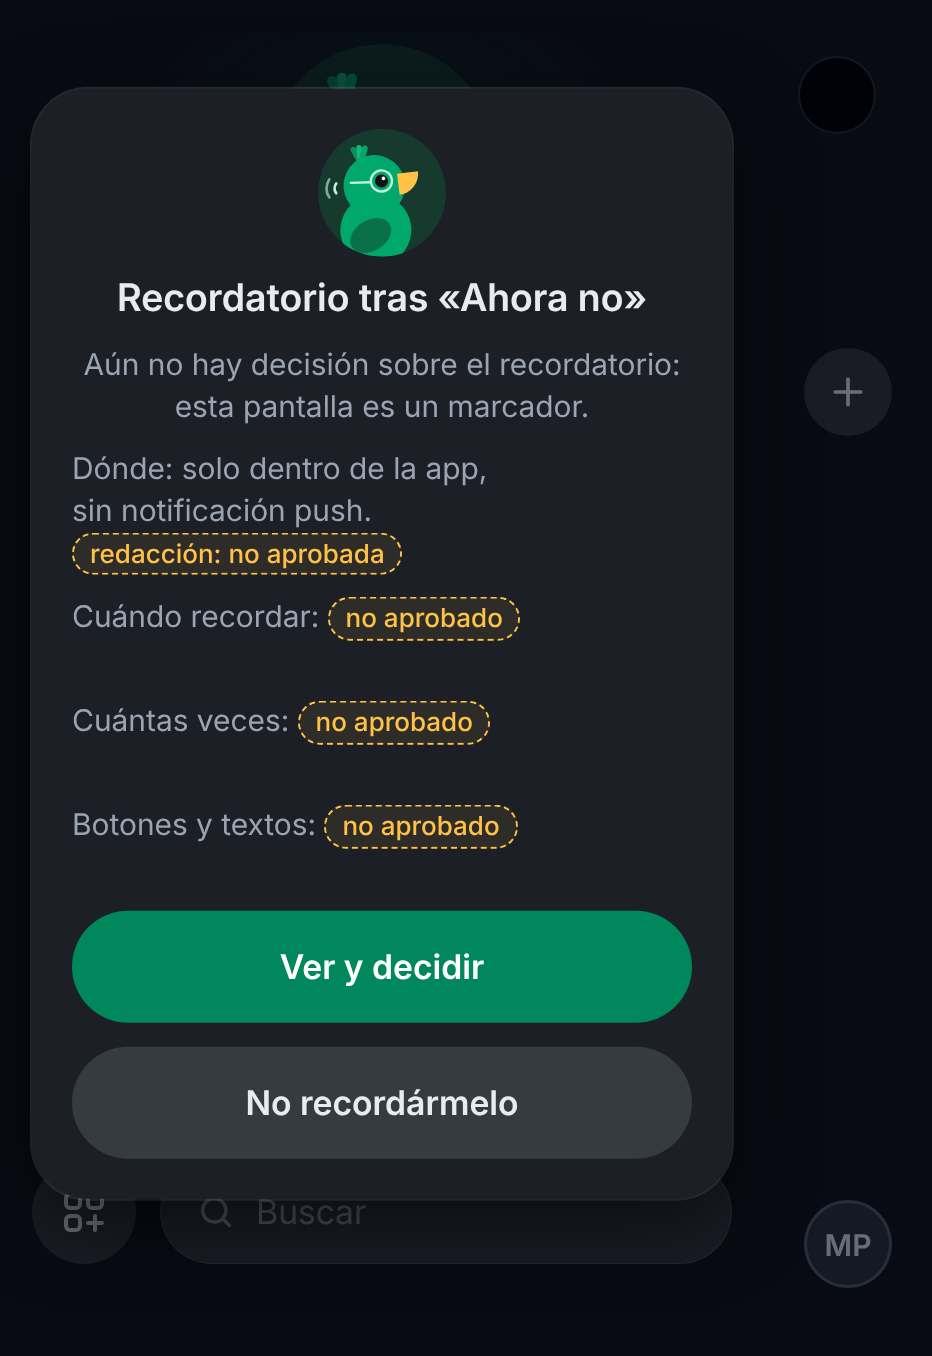 Recordatorio tras «Ahora no»
Aún no hay decisión sobre el recordatorio:
esta pantalla es un marcador.
Dónde: solo dentro de la app,
sin notificación push.
redacción: no aprobada
Cuándo recordar: no aprobado
Cuántas veces: no aprobado
Botones y textos: no aprobado
Ver y decidir
No recordármelo
Buscar
MP